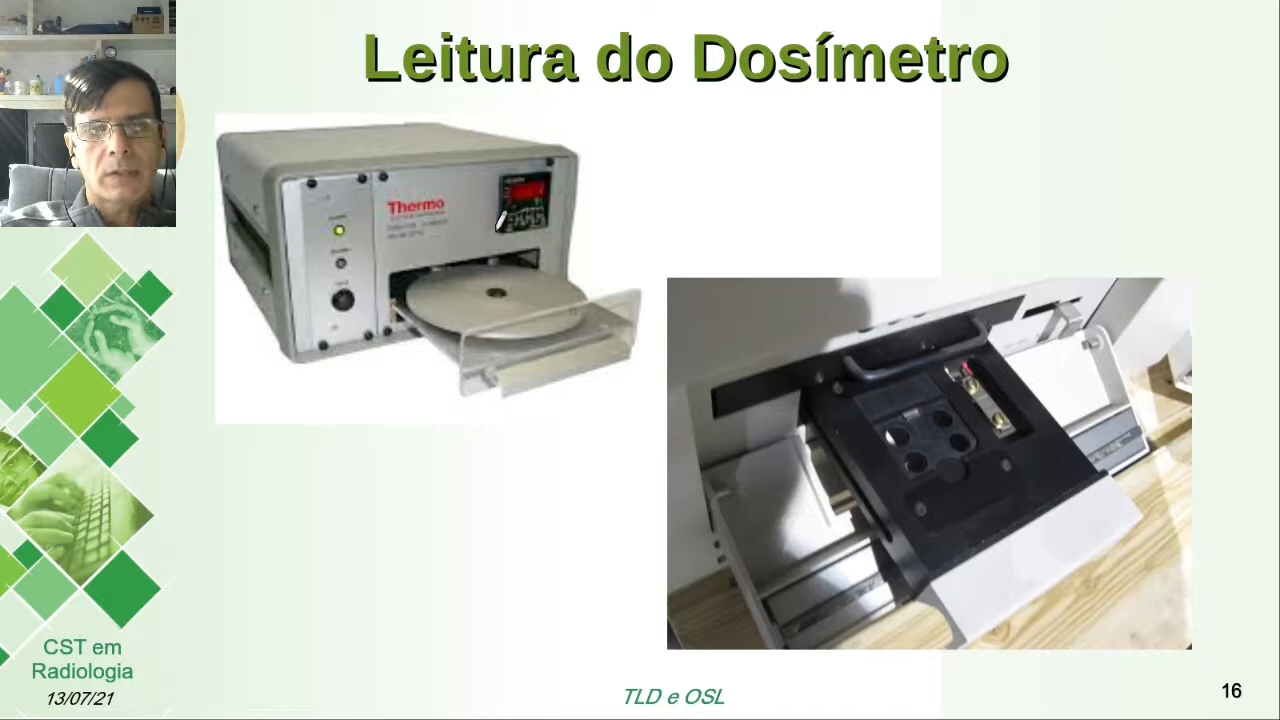 Leitura do Dosímetro
Thermo
CST em
Radiologia
13/07/21
TLD e OSL
16